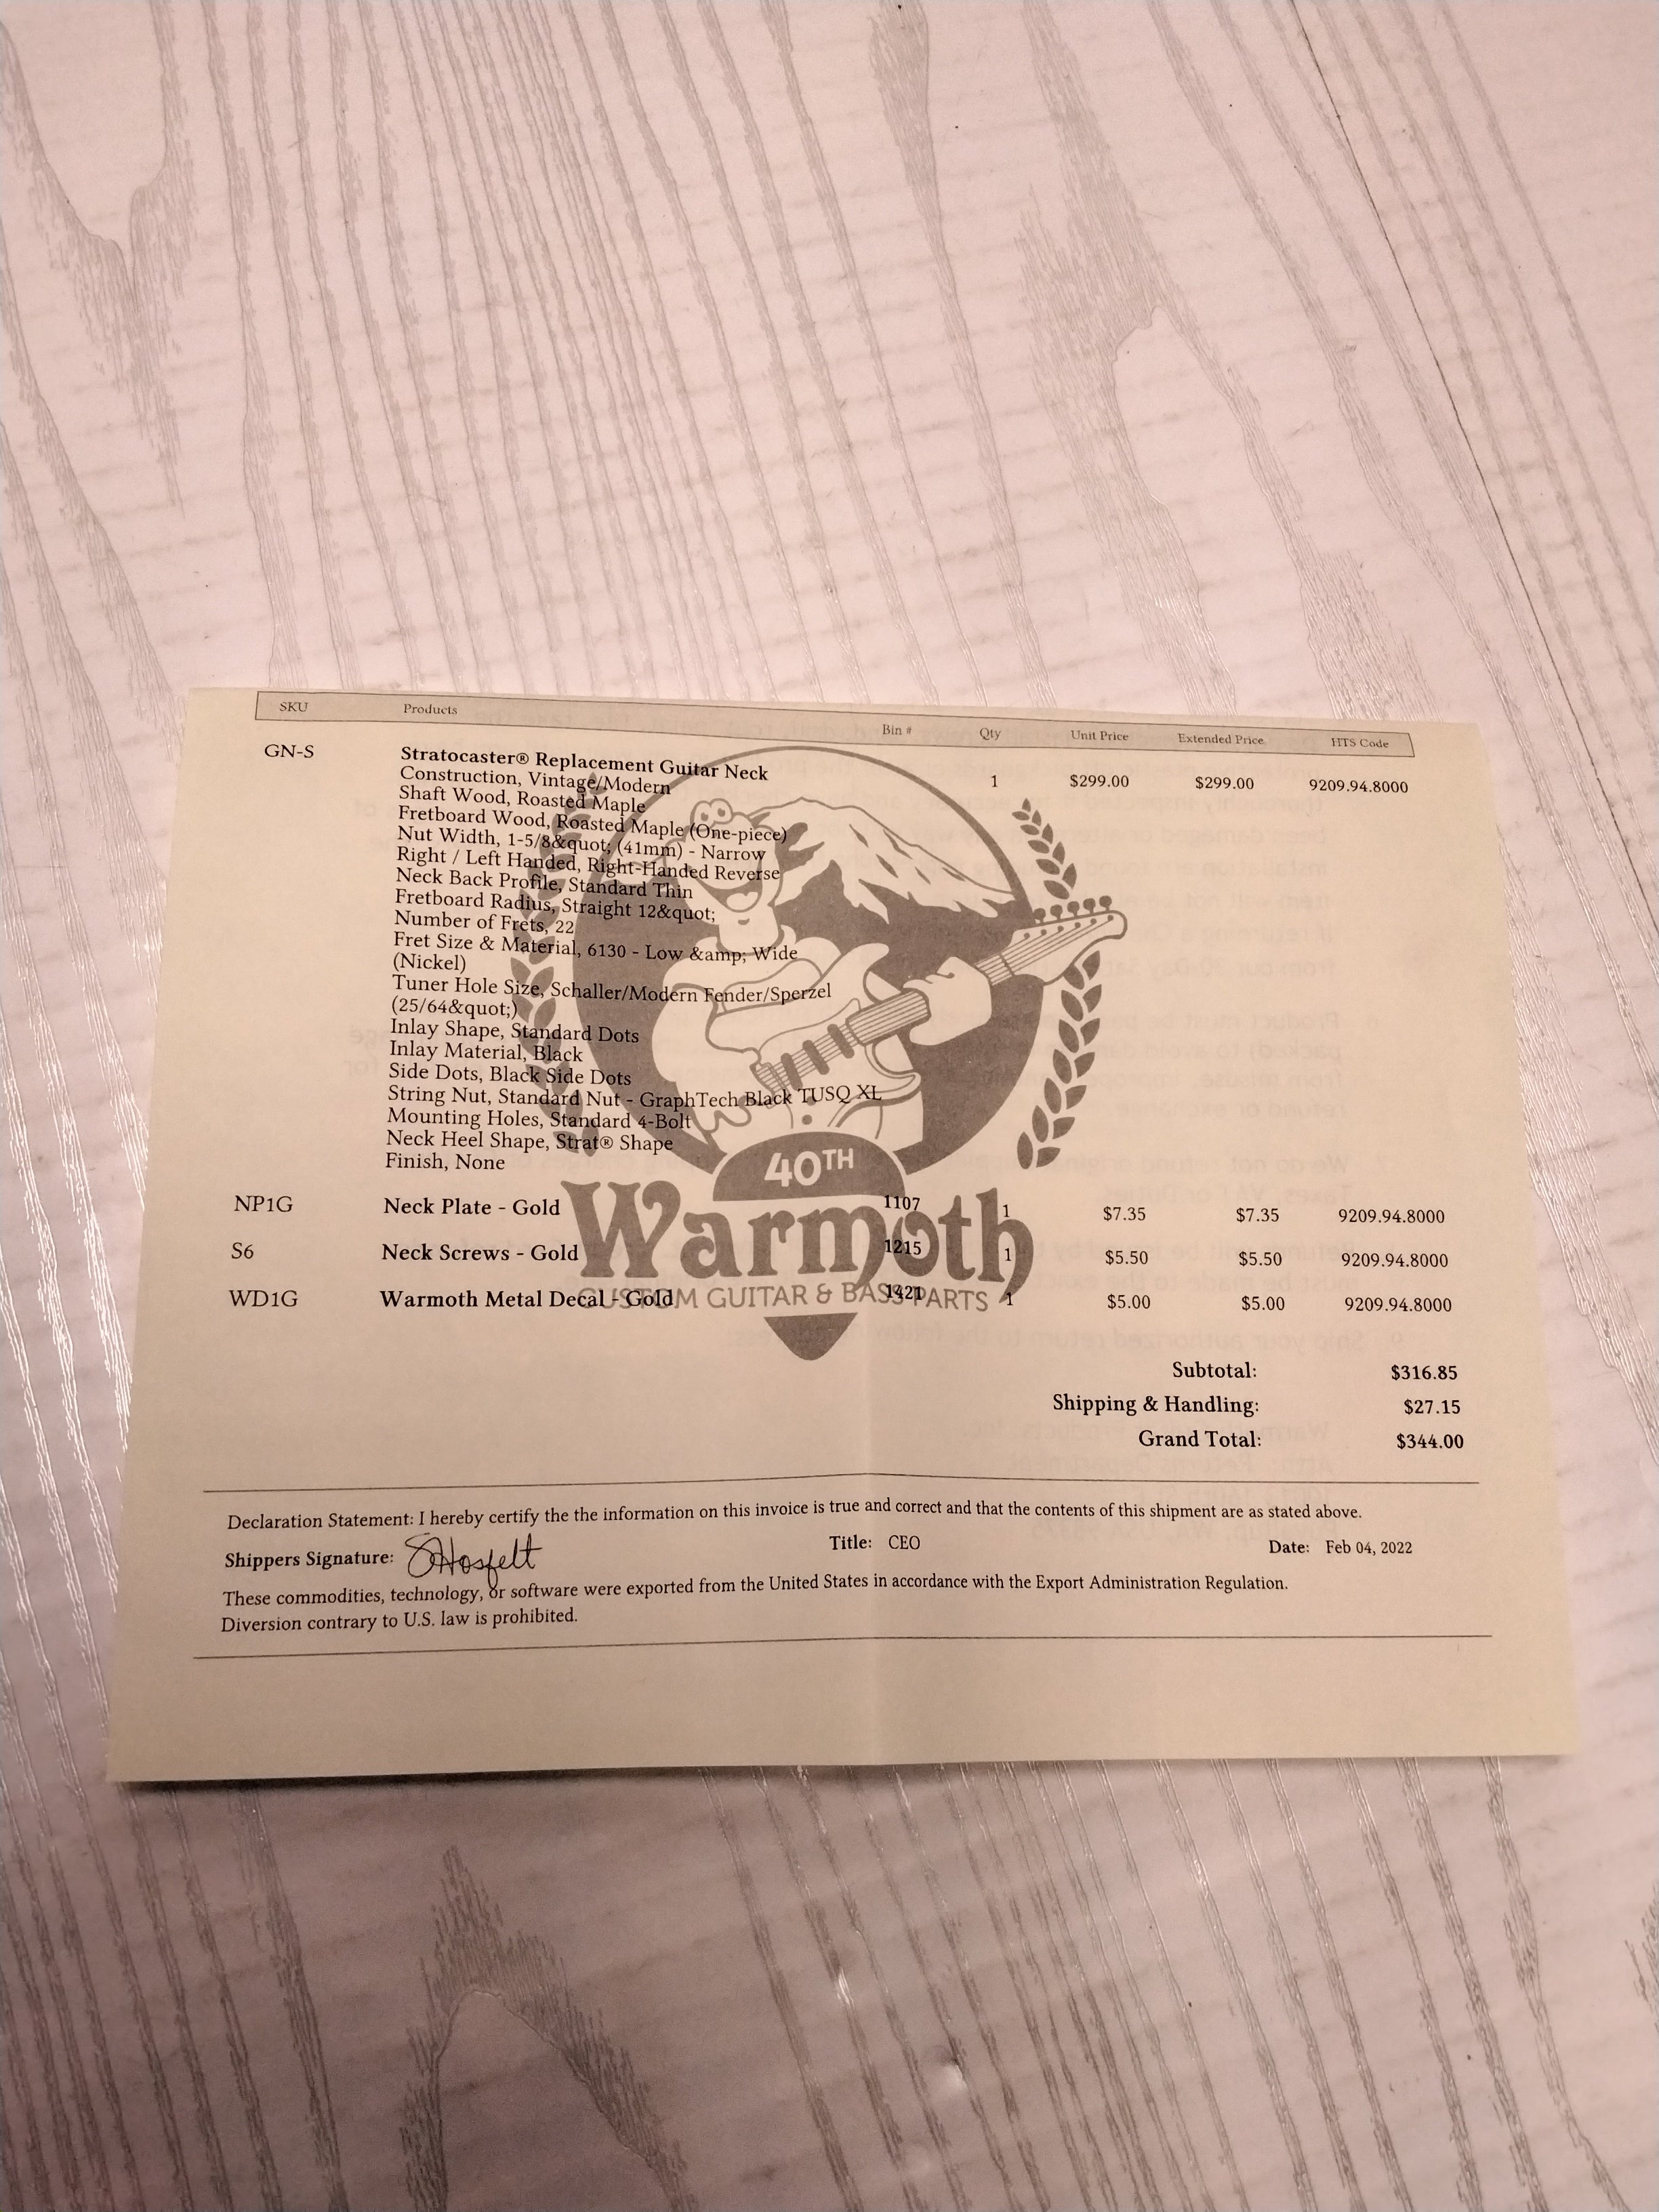 SKU Products Bin # Qty Unit Price Extended Price HTS Code
GN-S Stratocaster® Replacement Guitar Neck 1 $299.00 $299.00 9209.94.8000
Construction, Vintage/Modern
Shaft Wood, Roasted Maple
Fretboard Wood, Roasted Maple (One-piece)
Nut Width, 1-5/8&quot; (41mm) - Narrow
Right / Left Handed, Right-Handed Reverse
Neck Back Profile, Standard Thin
Fretboard Radius, Straight 12&quot;
Number of Frets, 22
Fret Size & Material, 6130 - Low &amp; Wide
(Nickel)
Tuner Hole Size, Schaller/Modern Fender/Sperzel
(25/64&quot;)
Inlay Shape, Standard Dots
Inlay Material, Black
Side Dots, Black Side Dots
String Nut, Standard Nut - GraphTech Black TUSQ XL
Mounting Holes, Standard 4-Bolt
Neck Heel Shape, Strat® Shape
Finish, None
40TH
Warmoth
CUSTOM GUITAR & BASS PARTS
NP1G Neck Plate - Gold 1107 1 $7.35 $7.35 9209.94.8000
S6 Neck Screws - Gold 1215 1 $5.50 $5.50 9209.94.8000
WD1G Warmoth Metal Decal - Gold 1421 1 $5.00 $5.00 9209.94.8000
Subtotal: $316.85
Shipping & Handling: $27.15
Grand Total: $344.00
Declaration Statement: I hereby certify the the information on this invoice is true and correct and that the contents of this shipment are as stated above.
Shippers Signature: SHosfelt Title: CEO Date: Feb 04, 2022
These commodities, technology, or software were exported from the United States in accordance with the Export Administration Regulation.
Diversion contrary to U.S. law is prohibited.